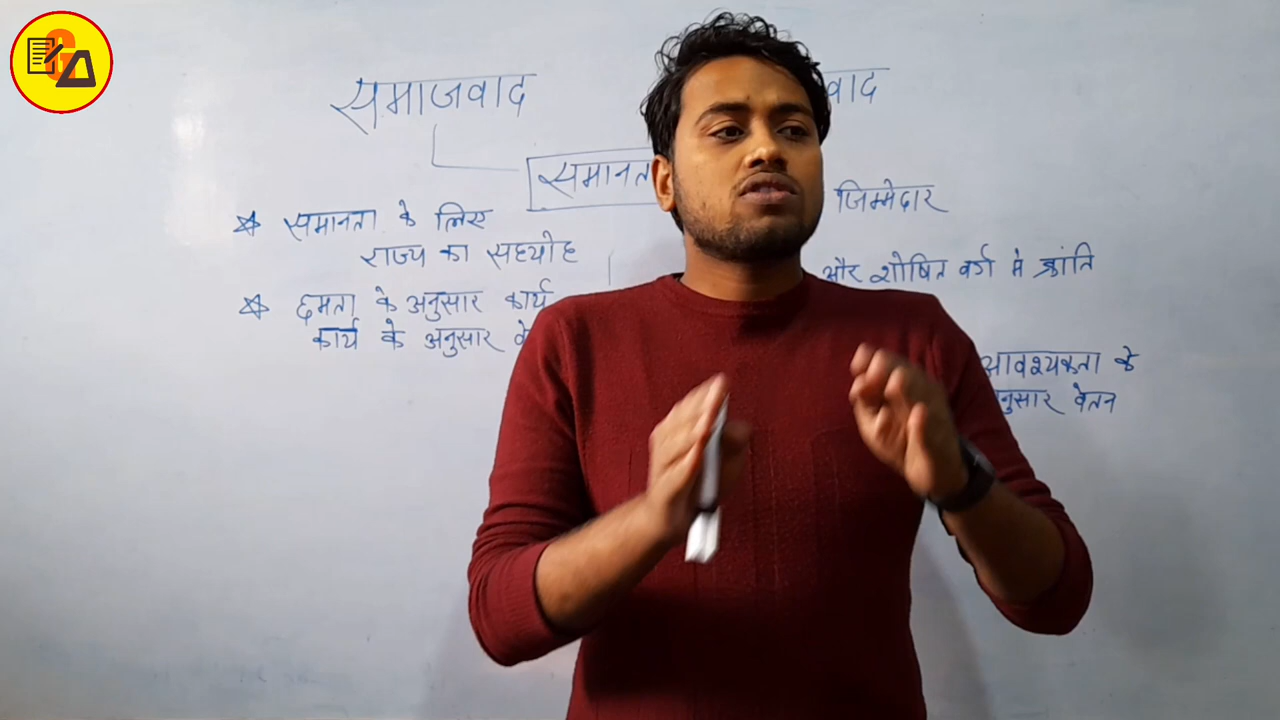 समाजवाद वाद
समानता
जिम्मेदार
समानता के लिए
राज्य का सहयोह
और शोषित वर्ग मे क्रांति
क्षमता के अनुसार कार्य
कार्य के अनुसार
आवश्यकता के
अनुसार वेतन